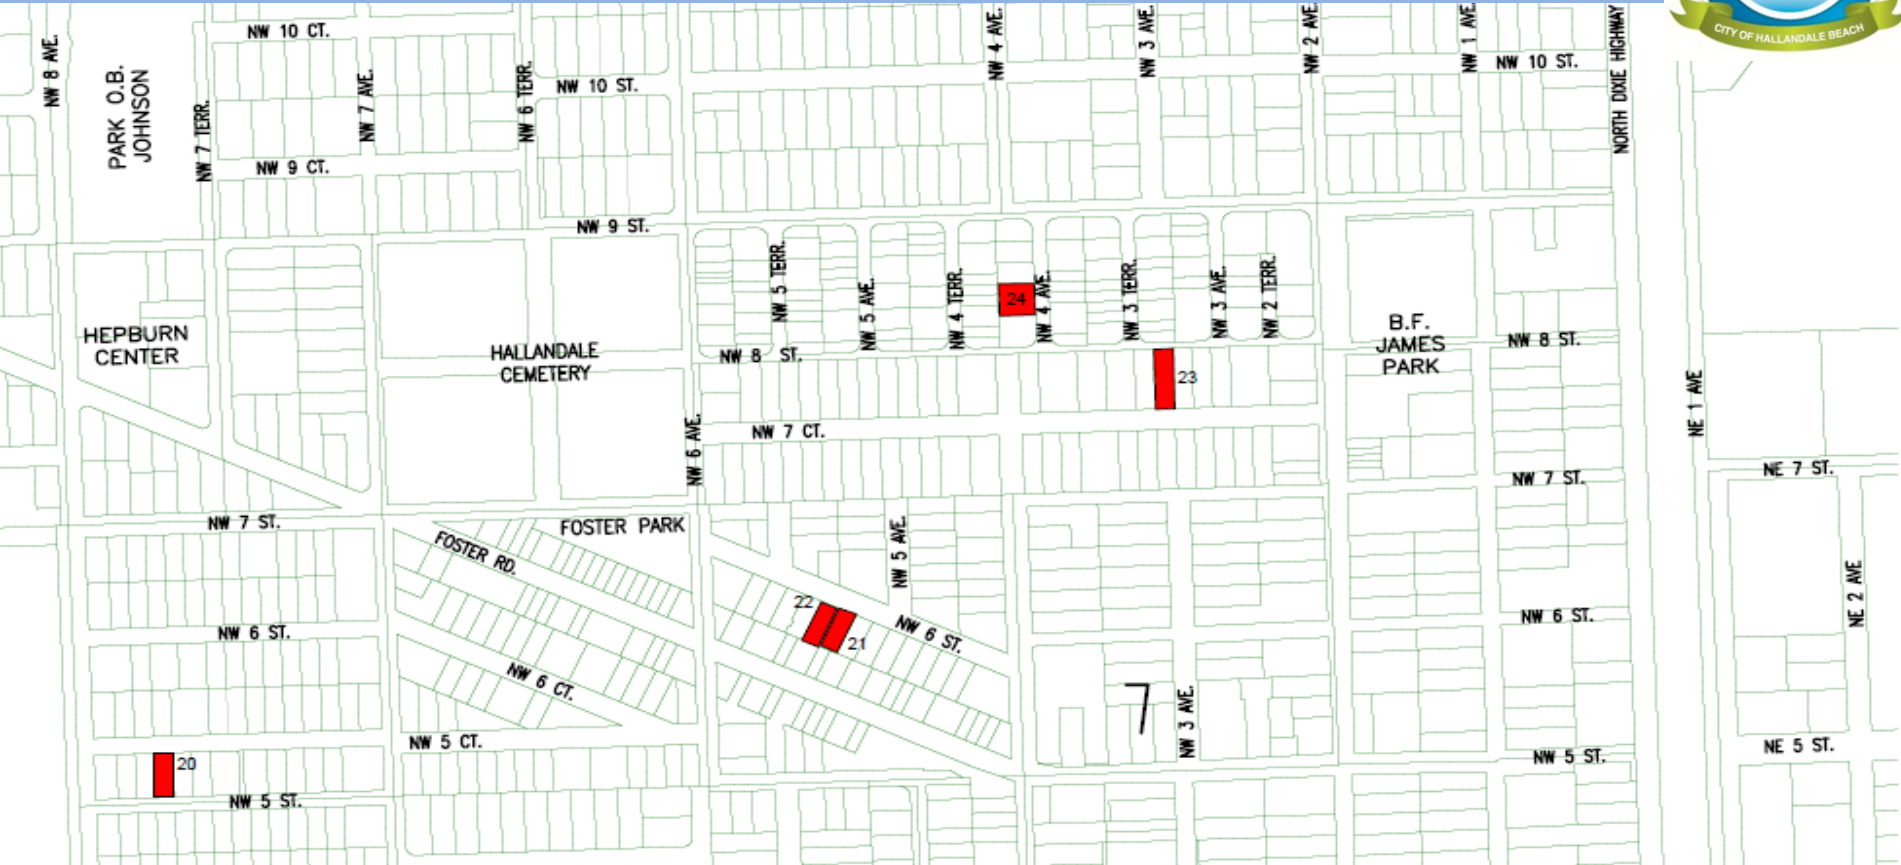 CITY OF HALLANDALE BEACH
NW 10 CT.
NW 8 AVE.
PARK O.B.
JOHNSON
NW 7 TERR.
NW 7 AVE.
NW 6 TERR.
NW 10 ST.
NW 4 AVE.
NW 3 AVE.
NW 2 AVE.
NW 1 AVE.
NW 10 ST.
NORTH DIXIE HIGHWAY
NW 9 CT.
NW 9 ST.
NW 5 TERR.
NW 5 AVE.
NW 4 TERR.
24
NW 4 AVE.
NW 3 TERR.
NW 3 AVE.
NW 2 TERR.
HEPBURN
CENTER
HALLANDALE
CEMETERY
NW 8 ST.
B.F.
JAMES
PARK
NW 8 ST.
23
NE 1 AVE
NW 6 AVE.
NW 7 CT.
NE 7 ST.
NW 7 ST.
NW 7 ST.
FOSTER PARK
FOSTER RD.
NW 5 AVE.
NE 2 AVE
22
21
NW 6 ST.
NW 6 ST.
NW 6 ST.
NW 6 CT.
NW 3 AVE.
NW 5 CT.
NE 5 ST.
NW 5 ST.
20
NW 5 ST.